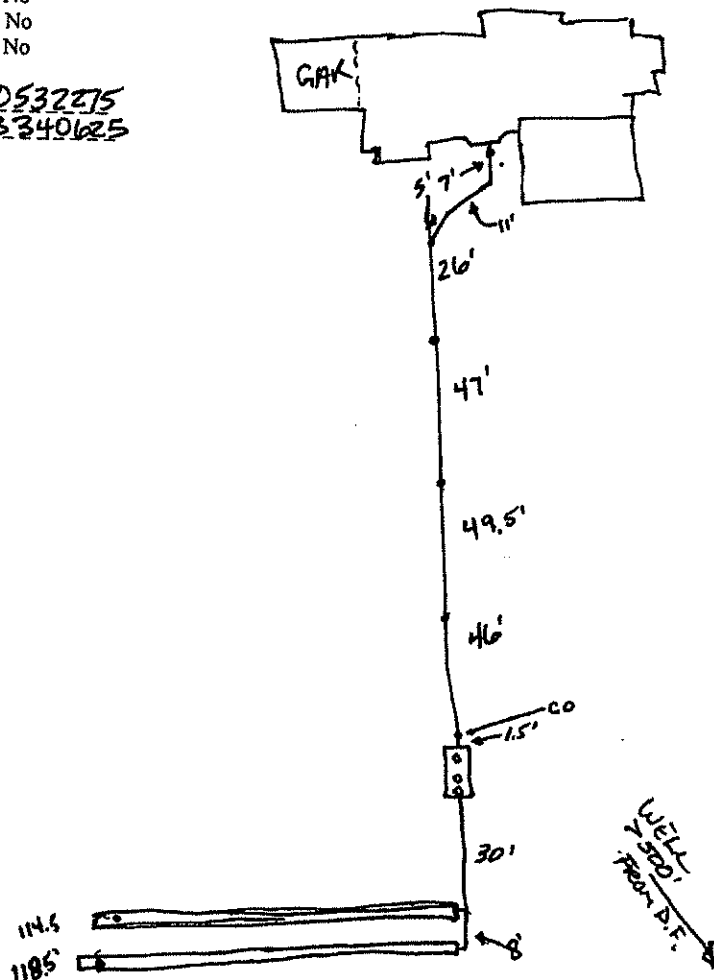 No
No
No
0532275
3340625
GAR
5' 7'
11'
26'
47'
49.5'
46'
CO
1.5'
30'
WELL
>500'
FROM D.F.
114.5
8'
118.5'